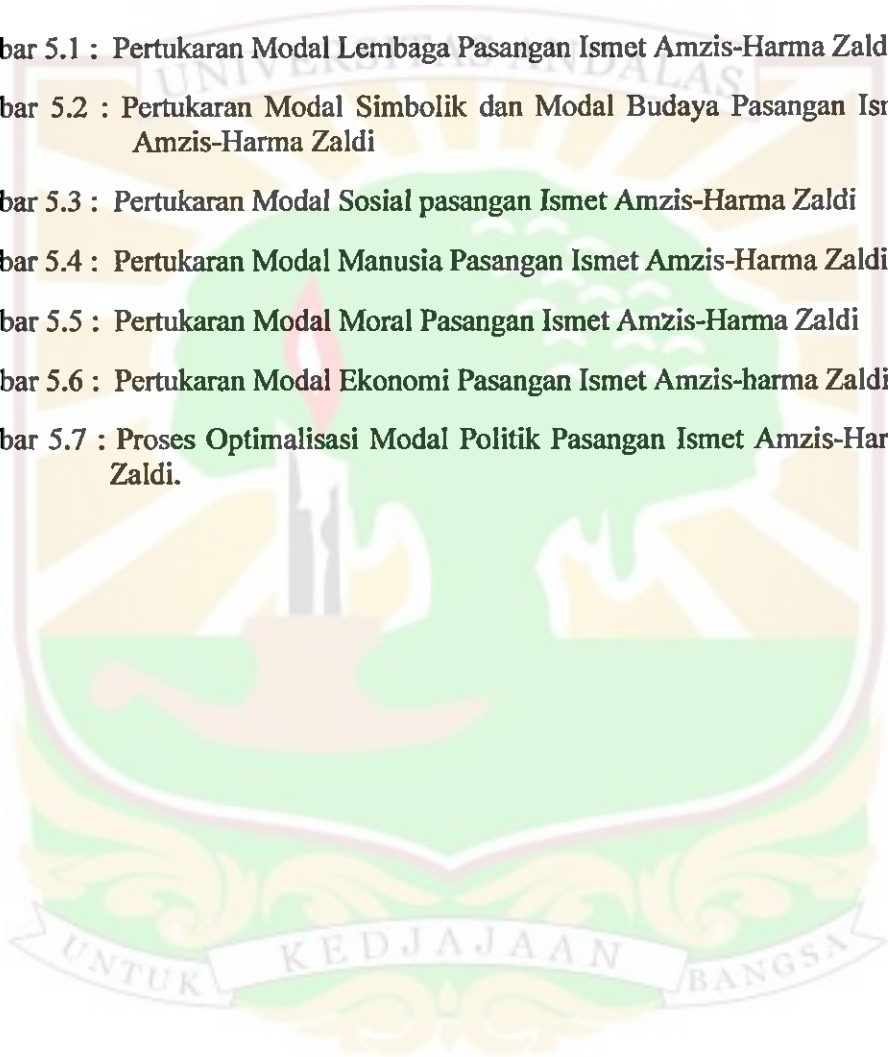 bar 5.1 : Pertukaran Modal Lembaga Pasangan Ismet Amzis-Harma Zald
UNIVERSITAS ANDALAS
bar 5.2 : Pertukaran Modal Simbolik dan Modal Budaya Pasangan Isr
Amzis-Harma Zaldi
bar 5.3 : Pertukaran Modal Sosial pasangan Ismet Amzis-Harma Zaldi
bar 5.4 : Pertukaran Modal Manusia Pasangan Ismet Amzis-Harma Zaldi
bar 5.5 : Pertukaran Modal Moral Pasangan Ismet Amzis-Harma Zaldi
bar 5.6 : Pertukaran Modal Ekonomi Pasangan Ismet Amzis-harma Zaldi
bar 5.7 : Proses Optimalisasi Modal Politik Pasangan Ismet Amzis-Har
Zaldi.
UNTUK KEDJAJAAN BANGSA